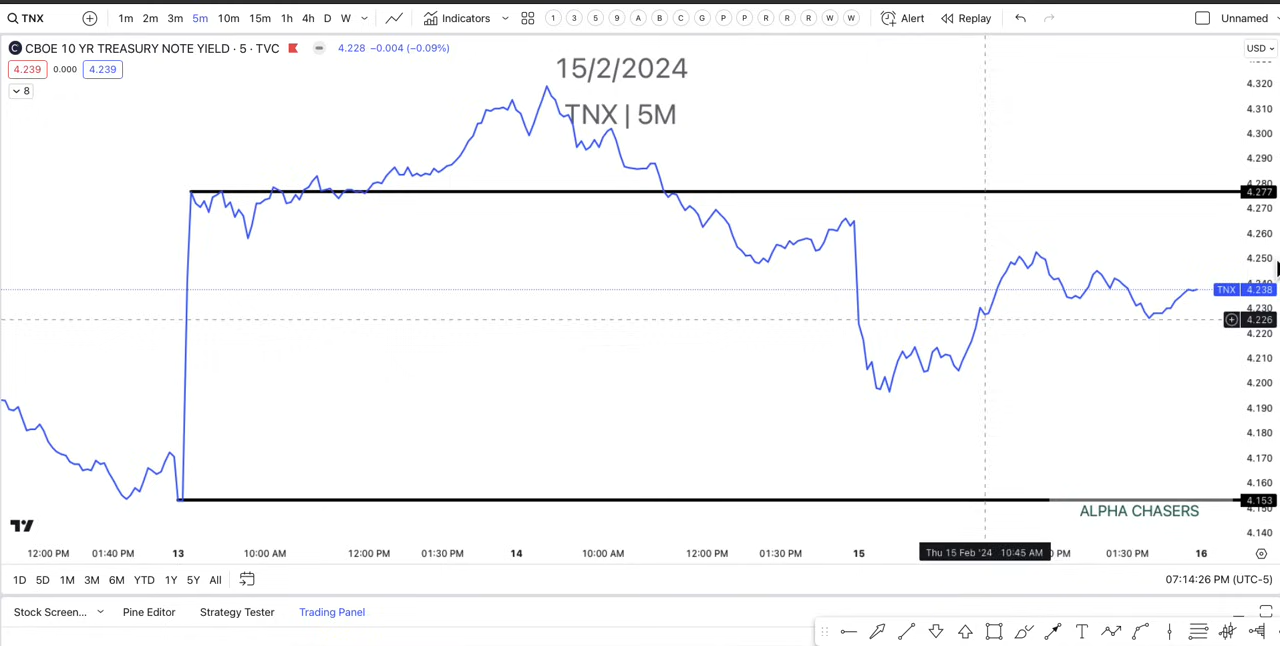 TNX 1m 2m 3m 5m 10m 15m 1h 4h D W Indicators 1 3 5 9 A B C G P P R R R W W Alert Replay Unnamed
C CBOE 10 YR TREASURY NOTE YIELD · 5 · TVC 4.228 −0.004 (−0.09%) USD
4.239 0.000 4.239
8
15/2/2024
TNX | 5M
4.320
4.310
4.300
4.290
4.280
4.277
4.270
4.260
4.250
TNX 4.238
4.230
4.226
4.220
4.210
4.200
4.190
4.180
4.170
4.160
4.153
4.150
4.140
ALPHA CHASERS
12:00 PM 01:40 PM 13 10:00 AM 12:00 PM 01:30 PM 14 10:00 AM 12:00 PM 01:30 PM 15 Thu 15 Feb '24 10:45 AM PM 01:30 PM 16
1D 5D 1M 3M 6M YTD 1Y 5Y All 07:14:26 PM (UTC-5)
Stock Screen... Pine Editor Strategy Tester Trading Panel
T